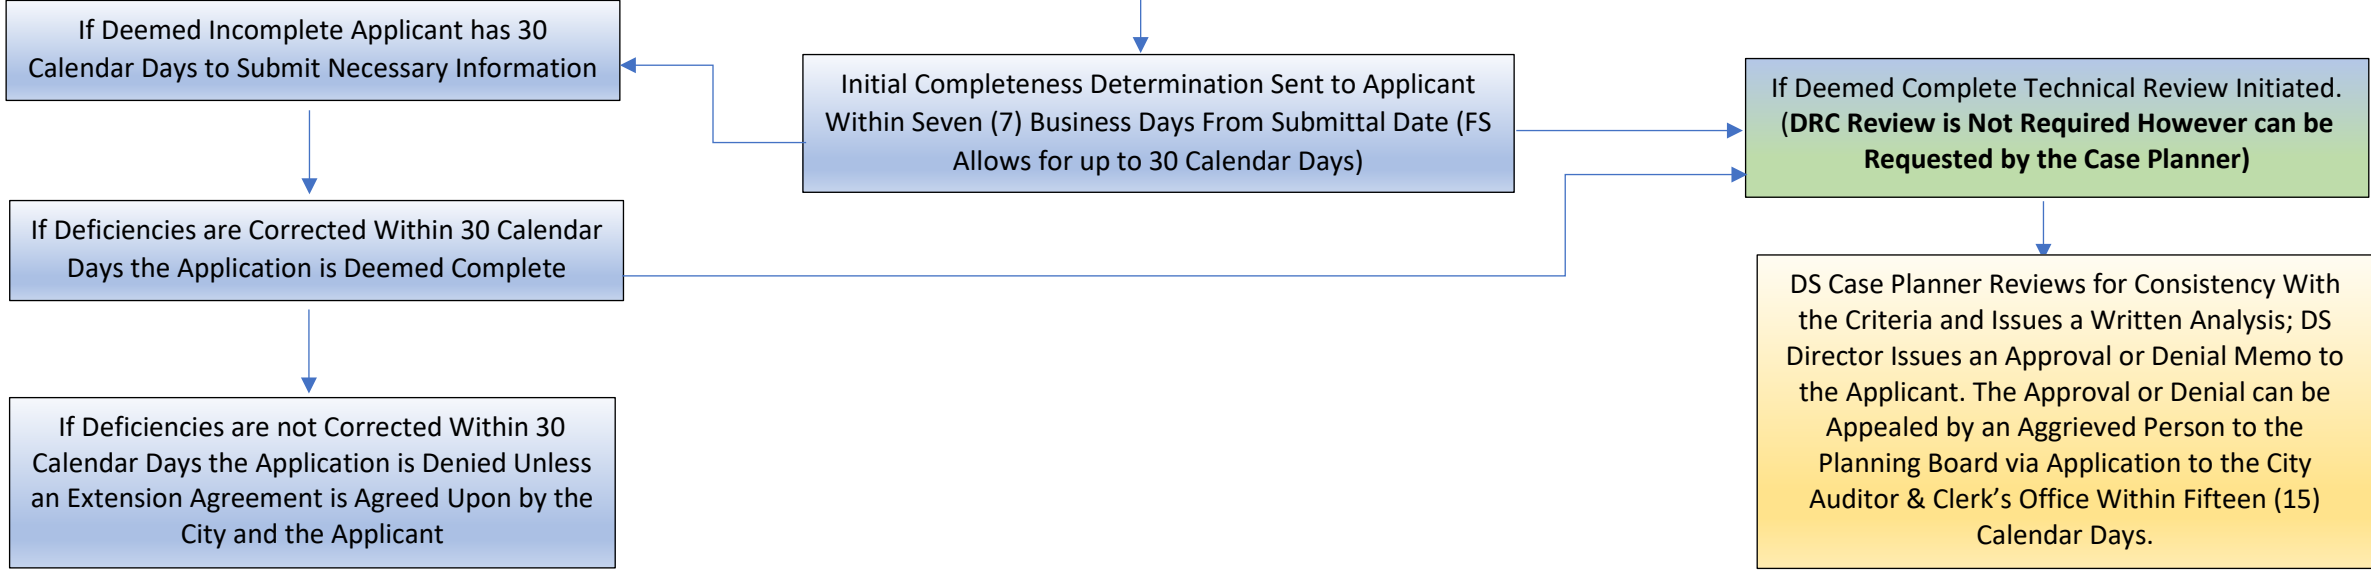 If Deemed Incomplete Applicant has 30
Calendar Days to Submit Necessary Information
Initial Completeness Determination Sent to Applicant
Within Seven (7) Business Days From Submittal Date (FS
Allows for up to 30 Calendar Days)
If Deemed Complete Technical Review Initiated.
(DRC Review is Not Required However can be
Requested by the Case Planner)
If Deficiencies are Corrected Within 30 Calendar
Days the Application is Deemed Complete
DS Case Planner Reviews for Consistency With
the Criteria and Issues a Written Analysis; DS
Director Issues an Approval or Denial Memo to
the Applicant. The Approval or Denial can be
Appealed by an Aggrieved Person to the
Planning Board via Application to the City
Auditor & Clerk’s Office Within Fifteen (15)
Calendar Days.
If Deficiencies are not Corrected Within 30
Calendar Days the Application is Denied Unless
an Extension Agreement is Agreed Upon by the
City and the Applicant